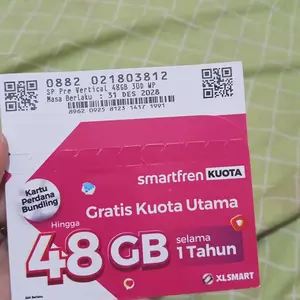 0882 021803812
SP Pre Vertical 48GB 30D WP
Masa Berlaku : 31 DES 2028
8962 0925 8123 1417 1991
smartfren KUOTA
Kartu
Perdana
Bundling
Gratis Kuota Utama
Hingga
48 GB
selama
1 Tahun
XLSMART